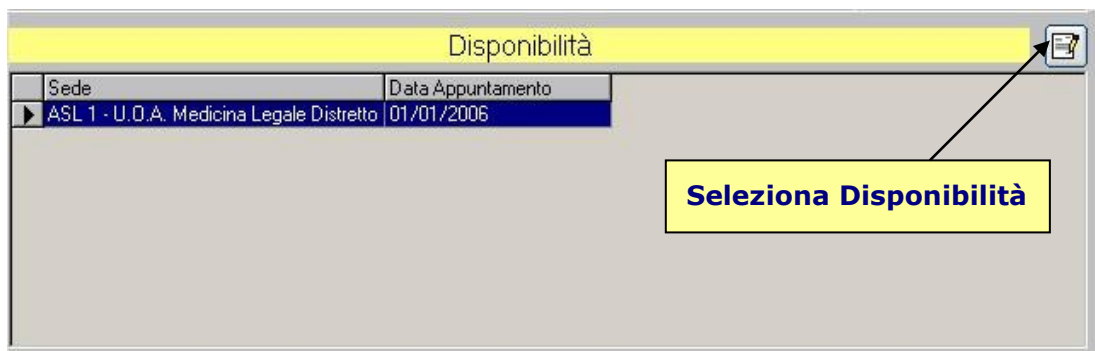 Disponibilità
Sede Data Appuntamento
ASL 1 - U.O.A. Medicina Legale Distretto 01/01/2006
Seleziona Disponibilità